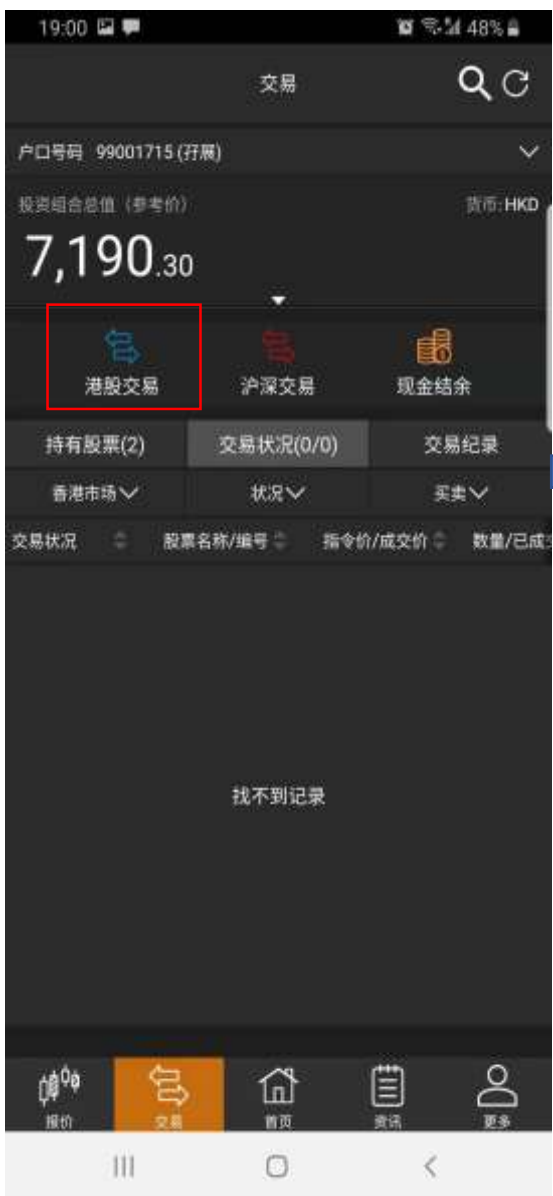 19:00 48%
交易
户口号码 99001715 (孖展)
投资组合总值（参考价） 货币:HKD
7,190.30
港股交易 沪深交易 现金结余
持有股票(2) 交易状况(0/0) 交易纪录
香港市场 状况 买卖
交易状况 股票名称/编号 指令价/成交价 数量/已成
找不到记录
报价 交易 首页 资讯 更多